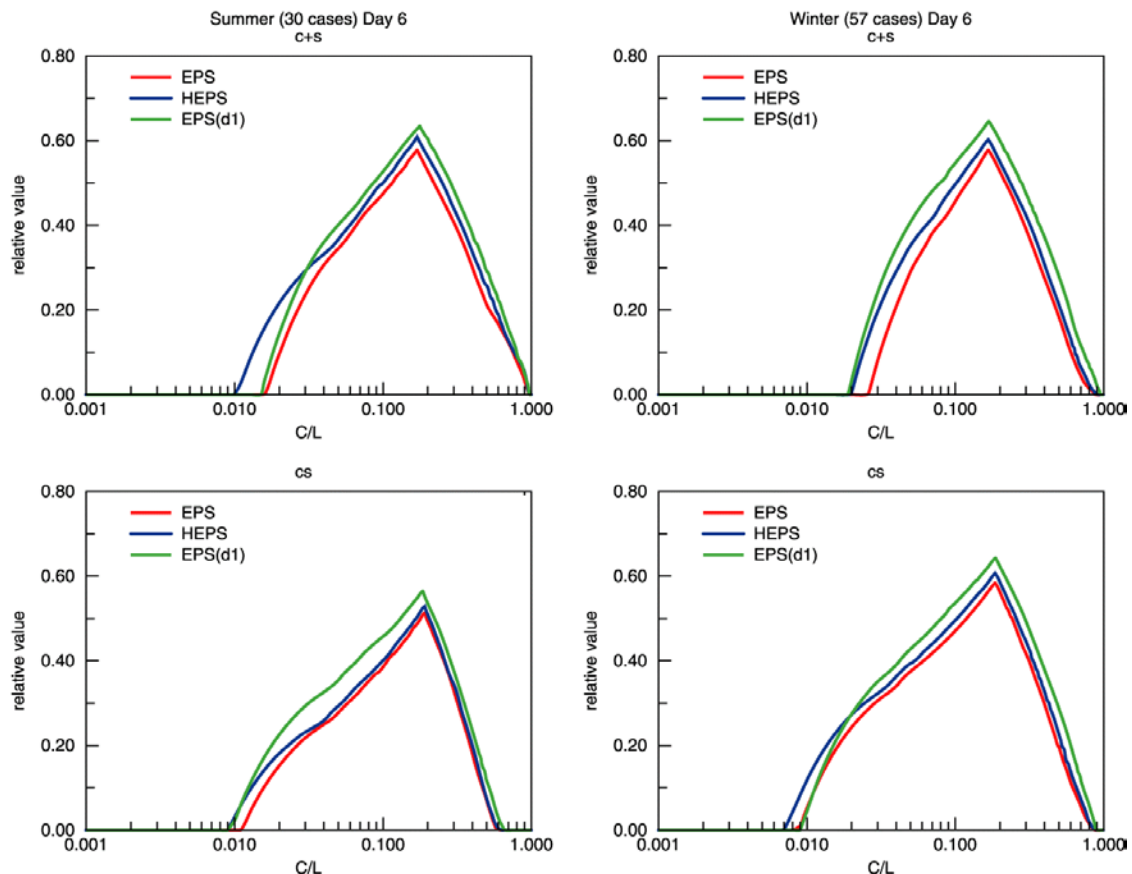 Summer (30 cases) Day 6
c+s
0.80
0.60
0.40
0.20
0.00
relative value
EPS
HEPS
EPS(d1)
0.001
0.010
0.100
1.000
C/L
Winter (57 cases) Day 6
c+s
0.80
0.60
0.40
0.20
0.00
relative value
EPS
HEPS
EPS(d1)
0.001
0.010
0.100
1.000
C/L
cs
0.80
0.60
0.40
0.20
0.00
relative value
EPS
HEPS
EPS(d1)
0.001
0.010
0.100
1.000
C/L
cs
0.80
0.60
0.40
0.20
0.00
relative value
EPS
HEPS
EPS(d1)
0.001
0.010
0.100
1.000
C/L